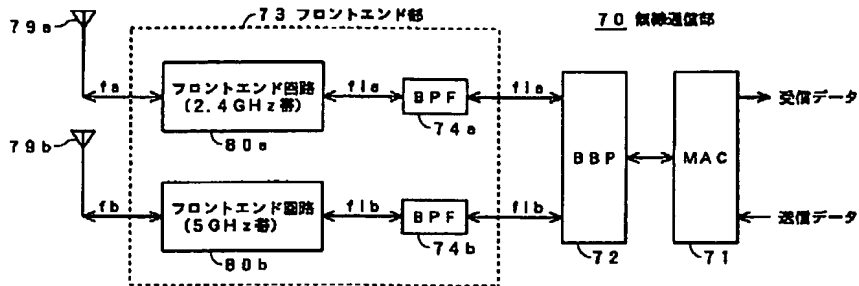 79a
73 フロントエンド部
70 無線通信部
fa
フロントエンド回路
(2.4GHz帯)
80a
fIa
BPF
74a
fIa
BBP
72
MAC
71
受信データ
79b
fb
フロントエンド回路
(5GHz帯)
80b
fIb
BPF
74b
fIb
送信データ